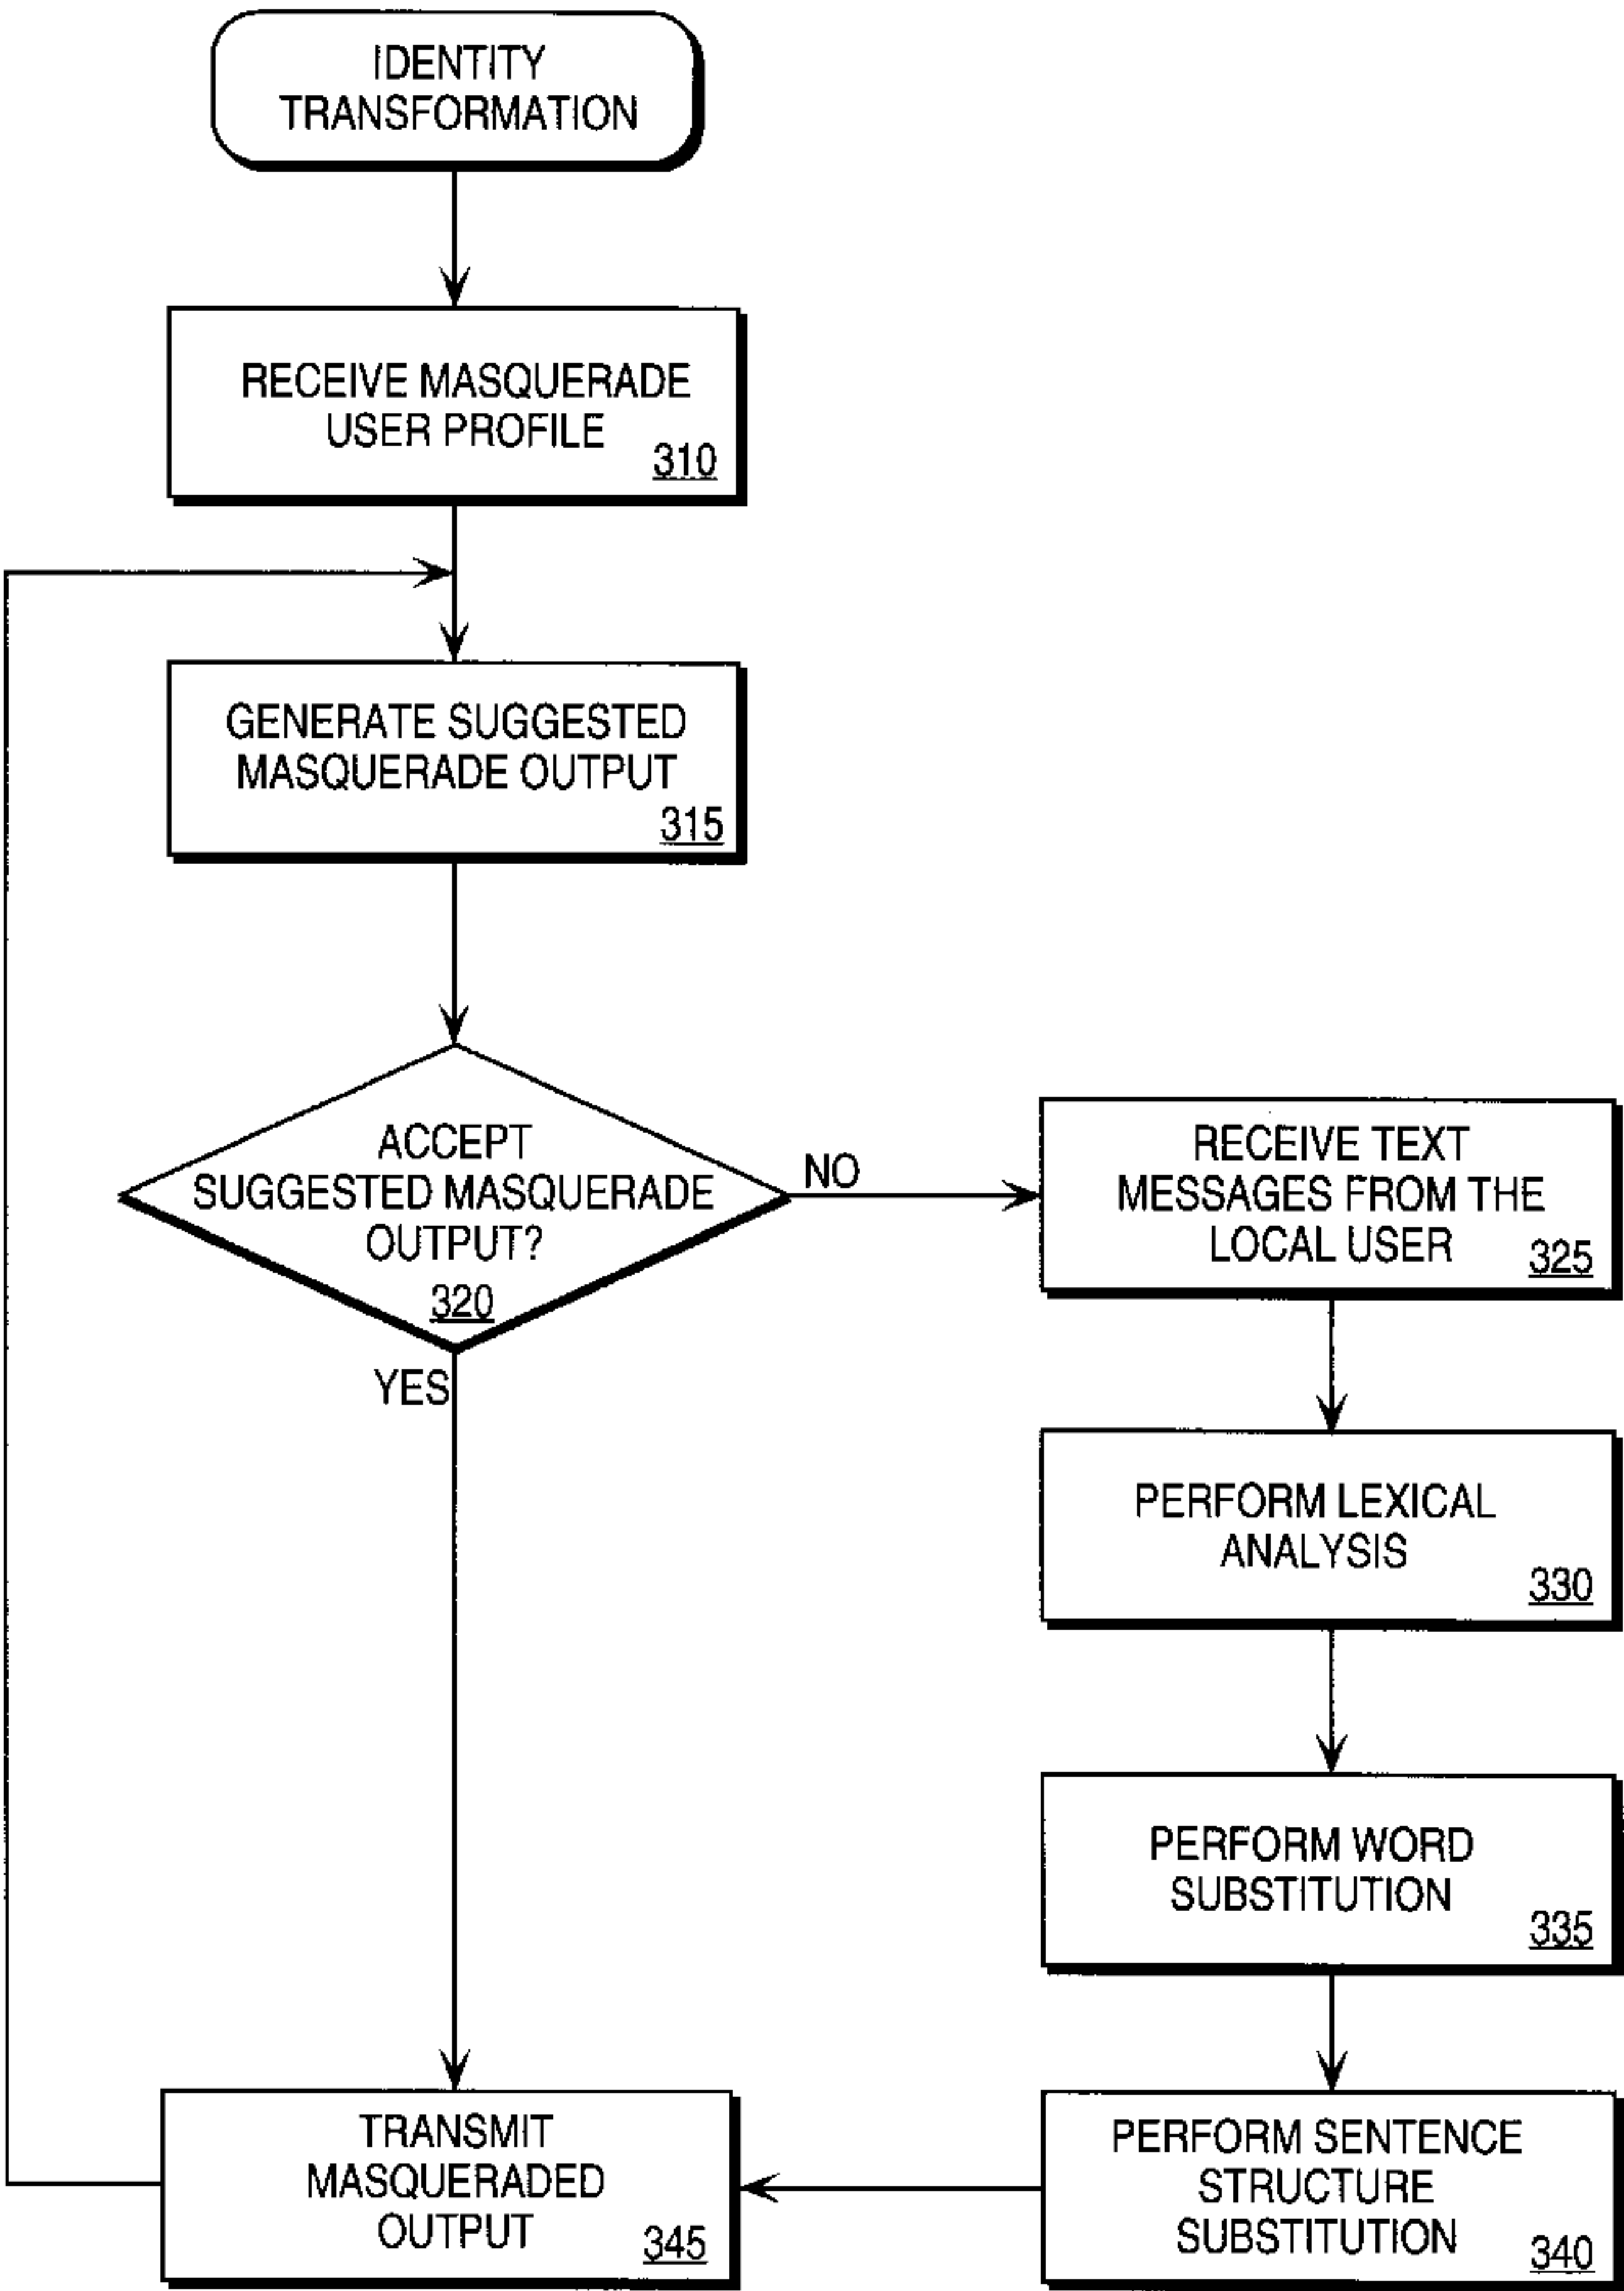 IDENTITY
TRANSFORMATION
RECEIVE MASQUERADE
USER PROFILE
310
GENERATE SUGGESTED
MASQUERADE OUTPUT
315
ACCEPT
SUGGESTED MASQUERADE
OUTPUT?
320
NO
YES
RECEIVE TEXT
MESSAGES FROM THE
LOCAL USER
325
PERFORM LEXICAL
ANALYSIS
330
PERFORM WORD
SUBSTITUTION
335
PERFORM SENTENCE
STRUCTURE
SUBSTITUTION
340
TRANSMIT
MASQUERADED
OUTPUT
345